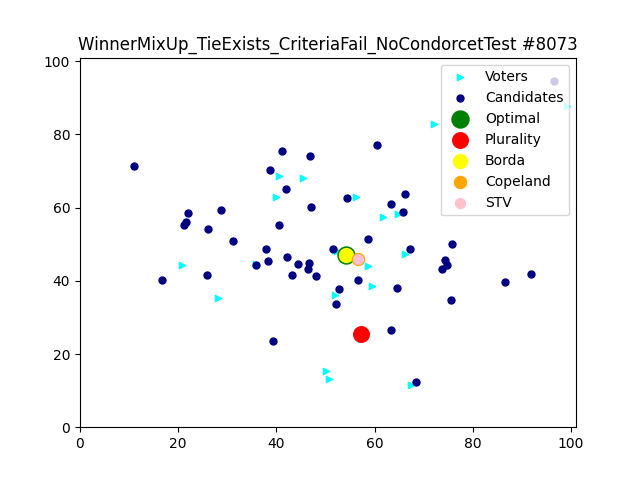 WinnerMixUp_TieExists_CriteriaFail_NoCondorcetTest #8073
100
80
60
40
20
0
0 20 40 60 80 100
Voters
Candidates
Optimal
Plurality
Borda
Copeland
STV